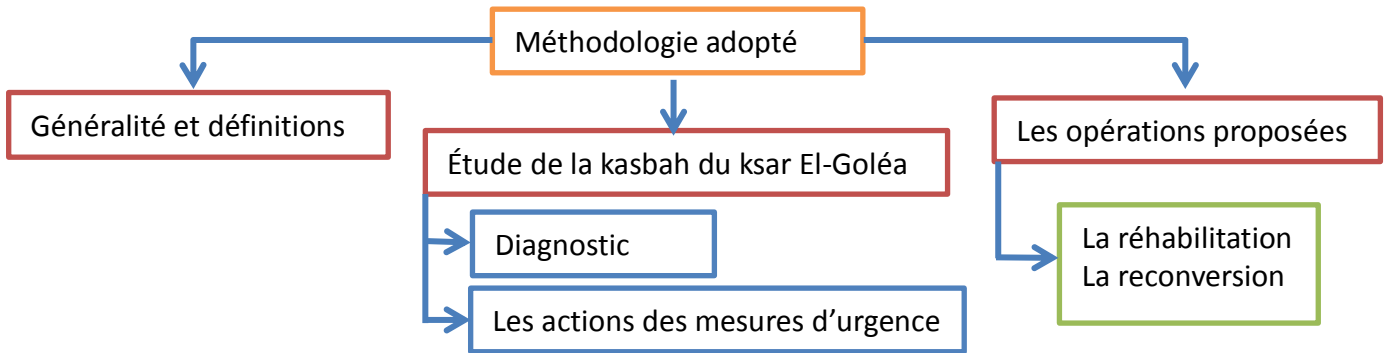 Méthodologie adopté
Généralité et définitions
Étude de la kasbah du ksar El-Goléa
Diagnostic
Les actions des mesures d’urgence
Les opérations proposées
La réhabilitation
La reconversion